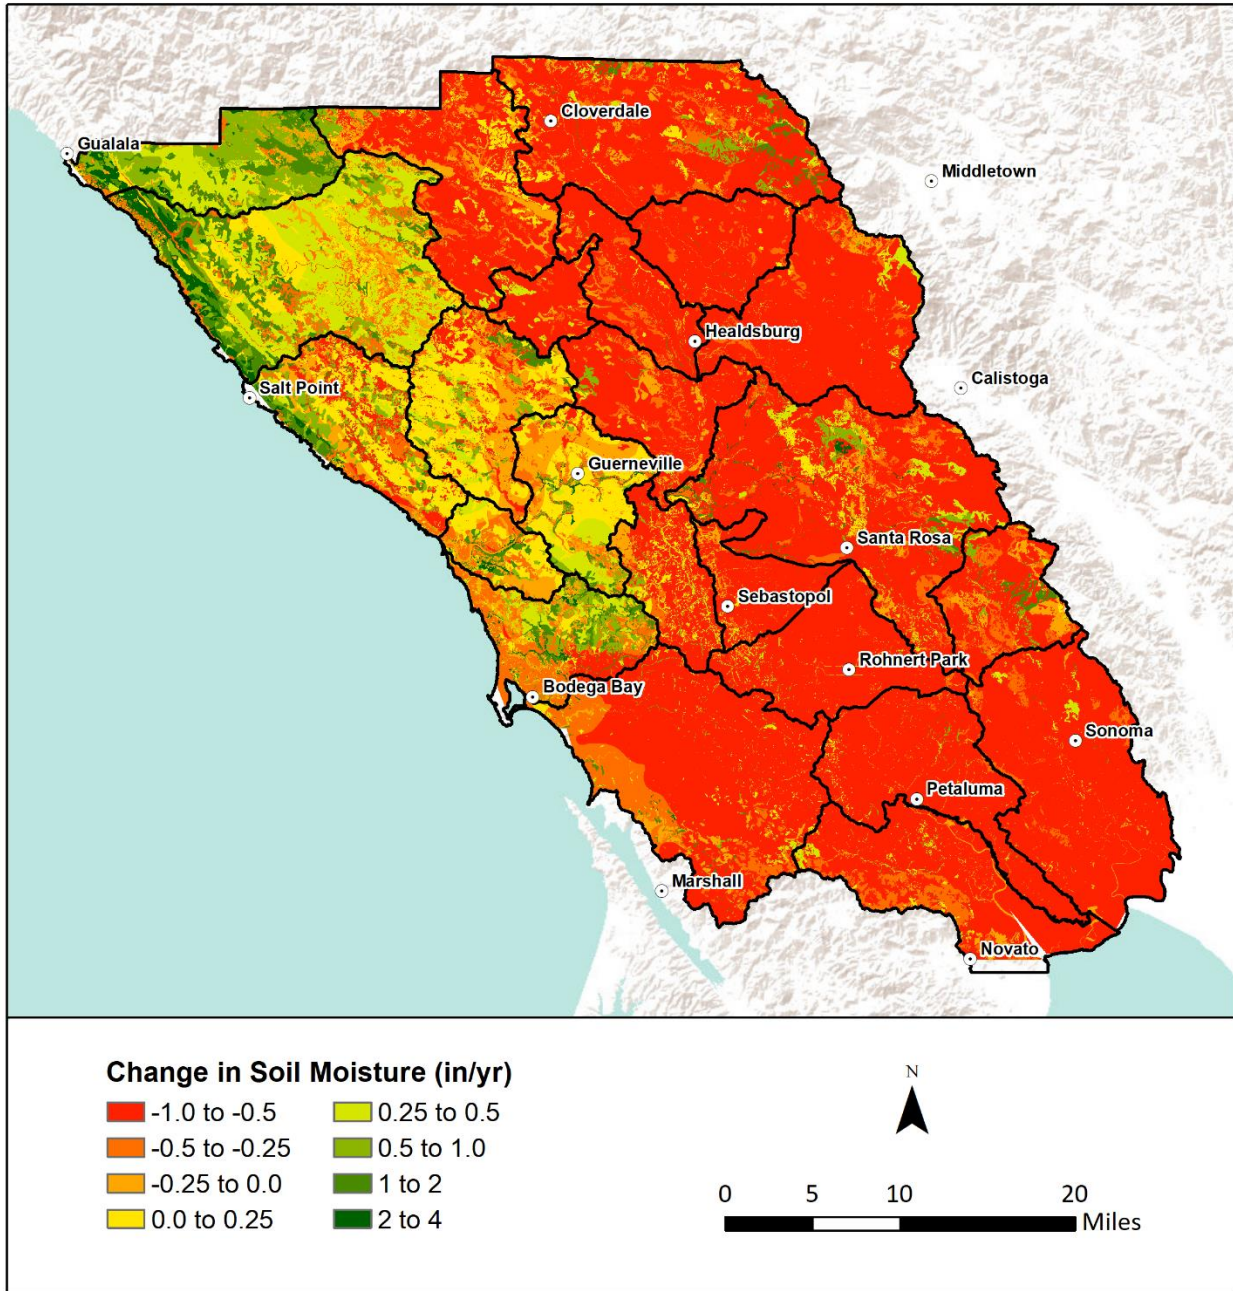 Cloverdale
Gualala
Middletown
Healdsburg
Calistoga
Salt Point
Guerneville
Santa Rosa
Sebastopol
Rohnert Park
Bodega Bay
Sonoma
Petaluma
Marshall
Novato
Change in Soil Moisture (in/yr)
-1.0 to -0.5
-0.5 to -0.25
-0.25 to 0.0
0.0 to 0.25
0.25 to 0.5
0.5 to 1.0
1 to 2
2 to 4
N
0 5 10 20
Miles